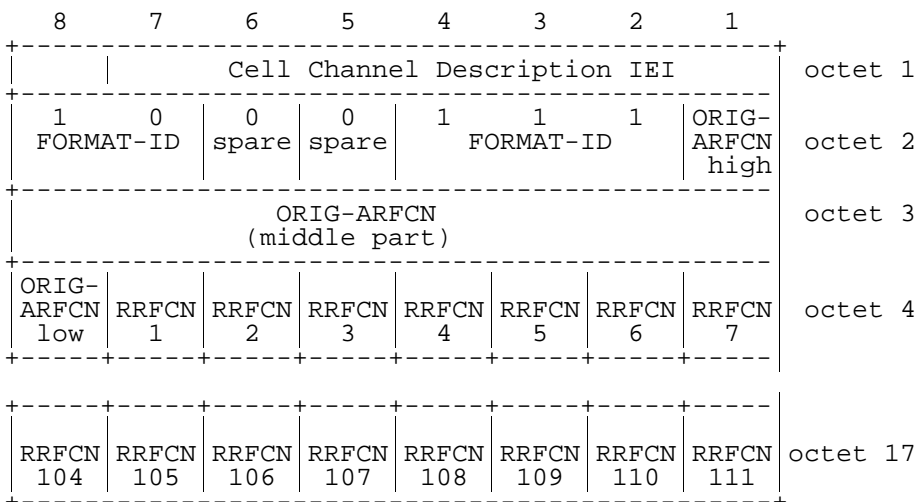 8 7 6 5 4 3 2 1
Cell Channel Description IEI octet 1
1 0 0 0 1 1 1 ORIG-
FORMAT-ID spare spare FORMAT-ID ARFCN octet 2
high
ORIG-ARFCN octet 3
(middle part)
ORIG-
ARFCN RRFCN RRFCN RRFCN RRFCN RRFCN RRFCN RRFCN octet 4
low 1 2 3 4 5 6 7
RRFCN RRFCN RRFCN RRFCN RRFCN RRFCN RRFCN RRFCN octet 17
104 105 106 107 108 109 110 111